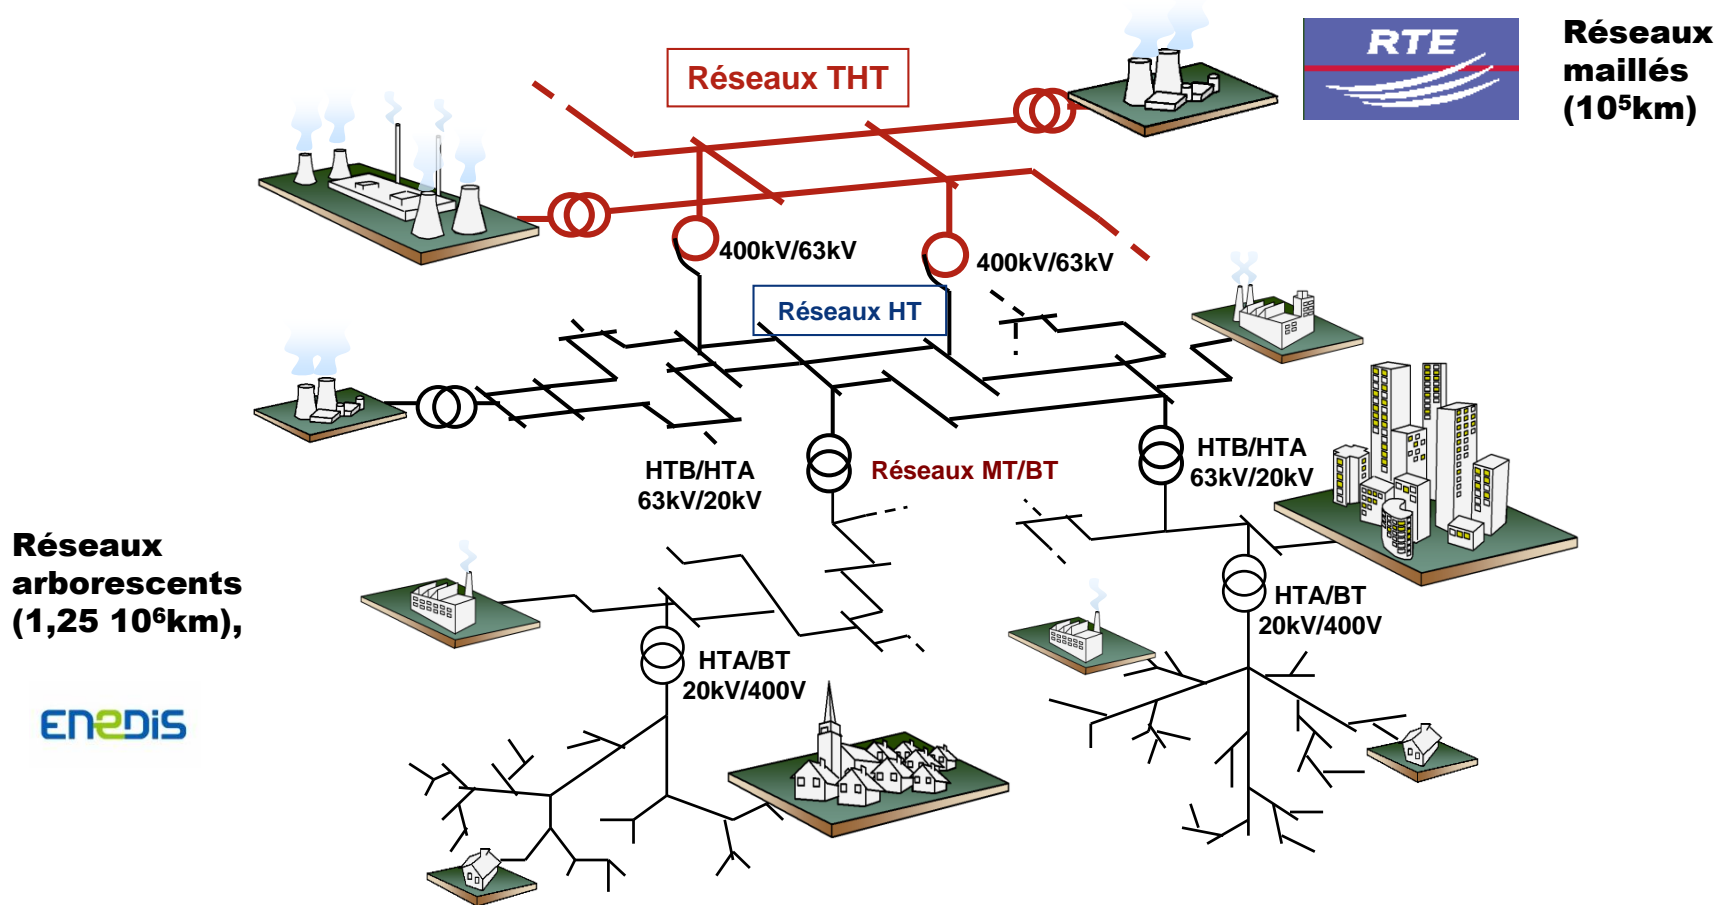 Réseaux THT
RTE
Réseaux
maillés
(10⁵km)
400kV/63kV
400kV/63kV
Réseaux HT
HTB/HTA
63kV/20kV
Réseaux MT/BT
HTB/HTA
63kV/20kV
Réseaux
arborescents
(1,25 10⁶km),
HTA/BT
20kV/400V
HTA/BT
20kV/400V
ENEDIS